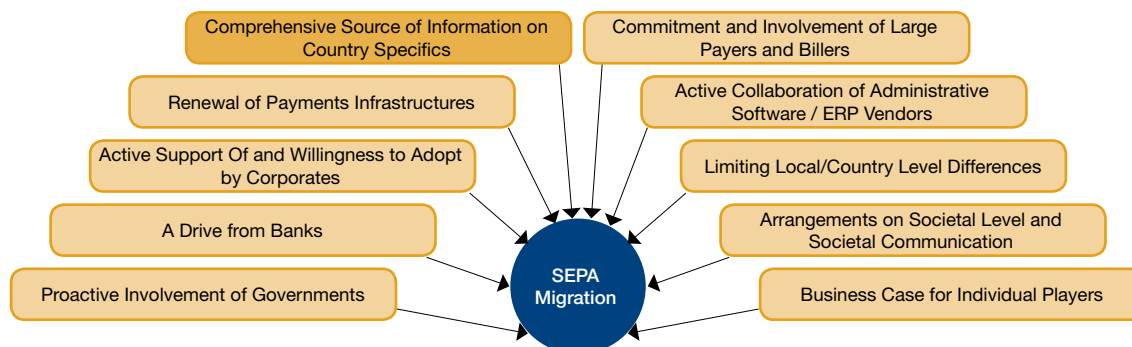 Comprehensive Source of Information on
Country Specifics
Commitment and Involvement of Large
Payers and Billers
Renewal of Payments Infrastructures
Active Collaboration of Administrative
Software / ERP Vendors
Active Support Of and Willingness to Adopt
by Corporates
Limiting Local/Country Level Differences
A Drive from Banks
Arrangements on Societal Level and
Societal Communication
SEPA
Migration
Proactive Involvement of Governments
Business Case for Individual Players